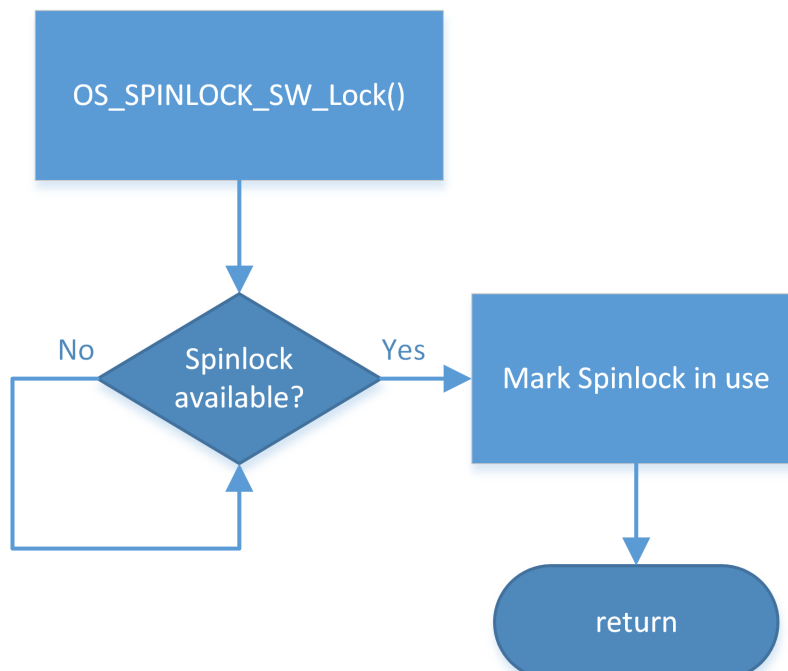 OS_SPINLOCK_SW_Lock()
No
Spinlock
available?
Yes
Mark Spinlock in use
return